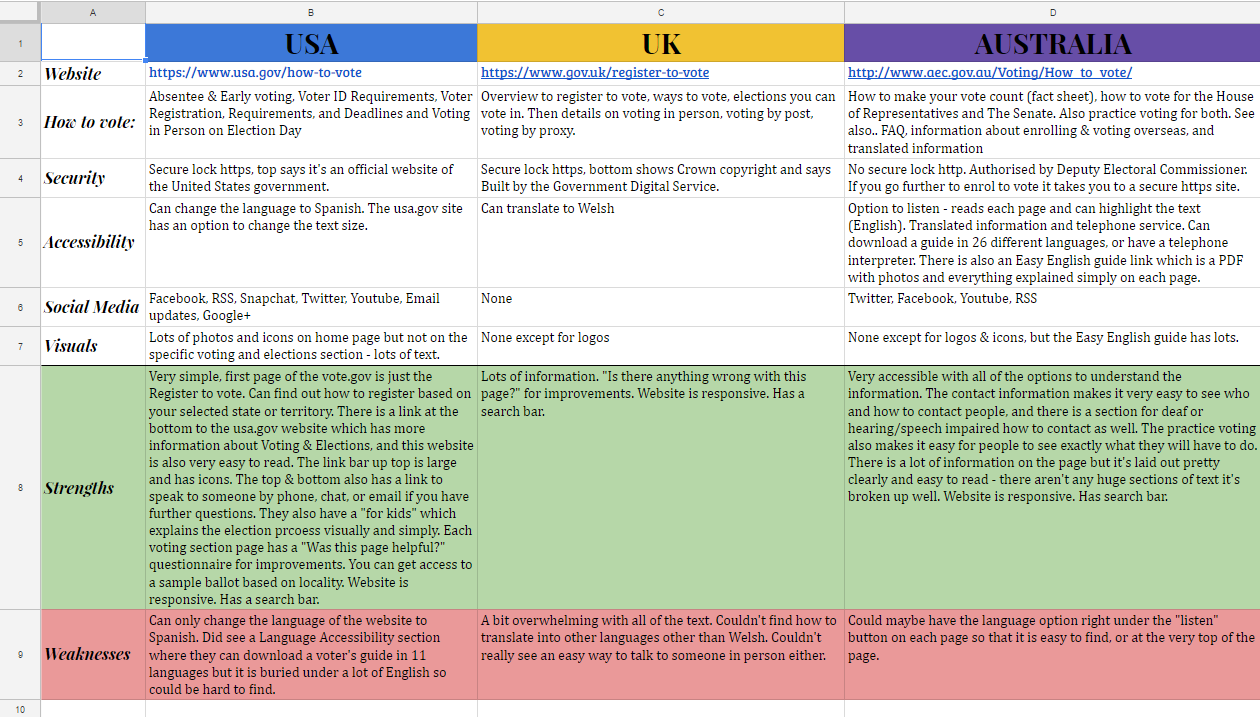 A B C D
1 USA UK AUSTRALIA
2 Website https://www.usa.gov/how-to-vote https://www.gov.uk/register-to-vote http://www.aec.gov.au/Voting/How_to_vote/
3 How to vote:
Absentee & Early voting, Voter ID Requirements, Voter
Registration, Requirements, and Deadlines and Voting
in Person on Election Day
Overview to register to vote, ways to vote, elections you can
vote in. Then details on voting in person, voting by post,
voting by proxy.
How to make your vote count (fact sheet), how to vote for the House
of Representatives and The Senate. Also practice voting for both. See
also.. FAQ, information about enrolling & voting overseas, and
translated information
4 Security
Secure lock https, top says it's an official website of
the United States government.
Secure lock https, bottom shows Crown copyright and says
Built by the Government Digital Service.
No secure lock http. Authorised by Deputy Electoral Commissioner.
If you go further to enrol to vote it takes you to a secure https site.
5 Accessibility
Can change the language to Spanish. The usa.gov site
has an option to change the text size.
Can translate to Welsh
Option to listen - reads each page and can highlight the text
(English). Translated information and telephone service. Can
download a guide in 26 different languages, or have a telephone
interpreter. There is also an Easy English guide link which is a PDF
with photos and everything explained simply on each page.
6 Social Media
Facebook, RSS, Snapchat, Twitter, Youtube, Email
updates, Google+
None
Twitter, Facebook, Youtube, RSS
7 Visuals
Lots of photos and icons on home page but not on the
specific voting and elections section - lots of text.
None except for logos
None except for logos & icons, but the Easy English guide has lots.
8 Strengths
Very simple, first page of the vote.gov is just the
Register to vote. Can find out how to register based on
your selected state or territory. There is a link at the
bottom to the usa.gov website which has more
information about Voting & Elections, and this website
is also very easy to read. The link bar up top is large
and has icons. The top & bottom also has a link to
speak to someone by phone, chat, or email if you have
further questions. They also have a "for kids" which
explains the election prcoess visually and simply. Each
voting section page has a "Was this page helpful?"
questionnaire for improvements. You can get access to
a sample ballot based on locality. Website is
responsive. Has a search bar.
Lots of information. "Is there anything wrong with this
page?" for improvements. Website is responsive. Has a
search bar.
Very accessible with all of the options to understand the
information. The contact information makes it very easy to see who
and how to contact people, and there is a section for deaf or
hearing/speech impaired how to contact as well. The practice voting
also makes it easy for people to see exactly what they will have to do.
There is a lot of information on the page but it's laid out pretty
clearly and easy to read - there aren't any huge sections of text it's
broken up well. Website is responsive. Has search bar.
9 Weaknesses
Can only change the language of the website to
Spanish. Did see a Language Accessibility section
where they can download a voter's guide in 11
languages but it is buried under a lot of English so
could be hard to find.
A bit overwhelming with all of the text. Couldn't find how to
translate into other languages other than Welsh. Couldn't
really see an easy way to talk to someone in person either.
Could maybe have the language option right under the "listen"
button on each page so that it is easy to find, or at the very top of the
page.
10